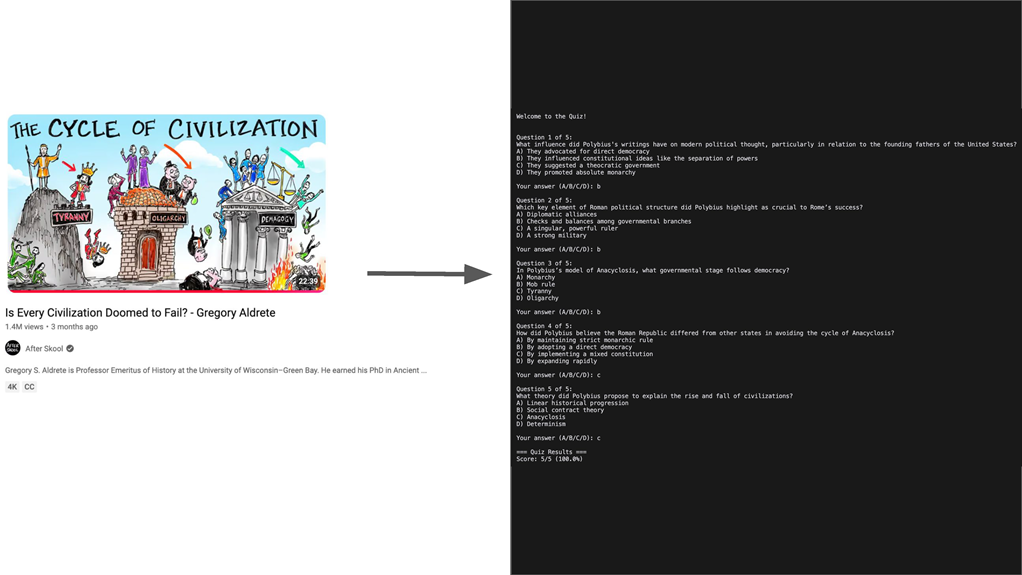 THE CYCLE OF CIVILIZATION
TYRANNY
OLIGARCHY
DEMAGOGY
22:39
Is Every Civilization Doomed to Fail? - Gregory Aldrete
1.4M views • 3 months ago
AFTER SKOOL
After Skool
Gregory S. Aldrete is Professor Emeritus of History at the University of Wisconsin–Green Bay. He earned his PhD in Ancient ...
4K CC
Welcome to the Quiz!
Question 1 of 5:
What influence did Polybius's writings have on modern political thought, particularly in relation to the founding fathers of the United States?
A) They advocated for direct democracy
B) They influenced constitutional ideas like the separation of powers
C) They suggested a theocratic government
D) They promoted absolute monarchy
Your answer (A/B/C/D): b
Question 2 of 5:
Which key element of Roman political structure did Polybius highlight as crucial to Rome's success?
A) Diplomatic alliances
B) Checks and balances among governmental branches
C) A singular, powerful ruler
D) A strong military
Your answer (A/B/C/D): b
Question 3 of 5:
In Polybius's model of Anacyclosis, what governmental stage follows democracy?
A) Monarchy
B) Mob rule
C) Tyranny
D) Oligarchy
Your answer (A/B/C/D): b
Question 4 of 5:
How did Polybius believe the Roman Republic differed from other states in avoiding the cycle of Anacyclosis?
A) By maintaining strict monarchic rule
B) By adopting a direct democracy
C) By implementing a mixed constitution
D) By expanding rapidly
Your answer (A/B/C/D): c
Question 5 of 5:
What theory did Polybius propose to explain the rise and fall of civilizations?
A) Linear historical progression
B) Social contract theory
C) Anacyclosis
D) Determinism
Your answer (A/B/C/D): c
=== Quiz Results ===
Score: 5/5 (100.0%)